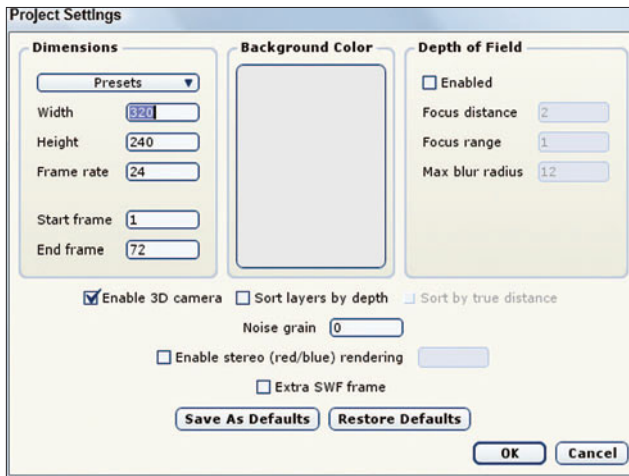 Project Settings
Dimensions
Presets
Width 320
Height 240
Frame rate 24
Start frame 1
End frame 72
Background Color
Depth of Field
Enabled
Focus distance 2
Focus range 1
Max blur radius 12
Enable 3D camera Sort layers by depth Sort by true distance
Noise grain 0
Enable stereo (red/blue) rendering
Extra SWF frame
Save As Defaults Restore Defaults
OK Cancel